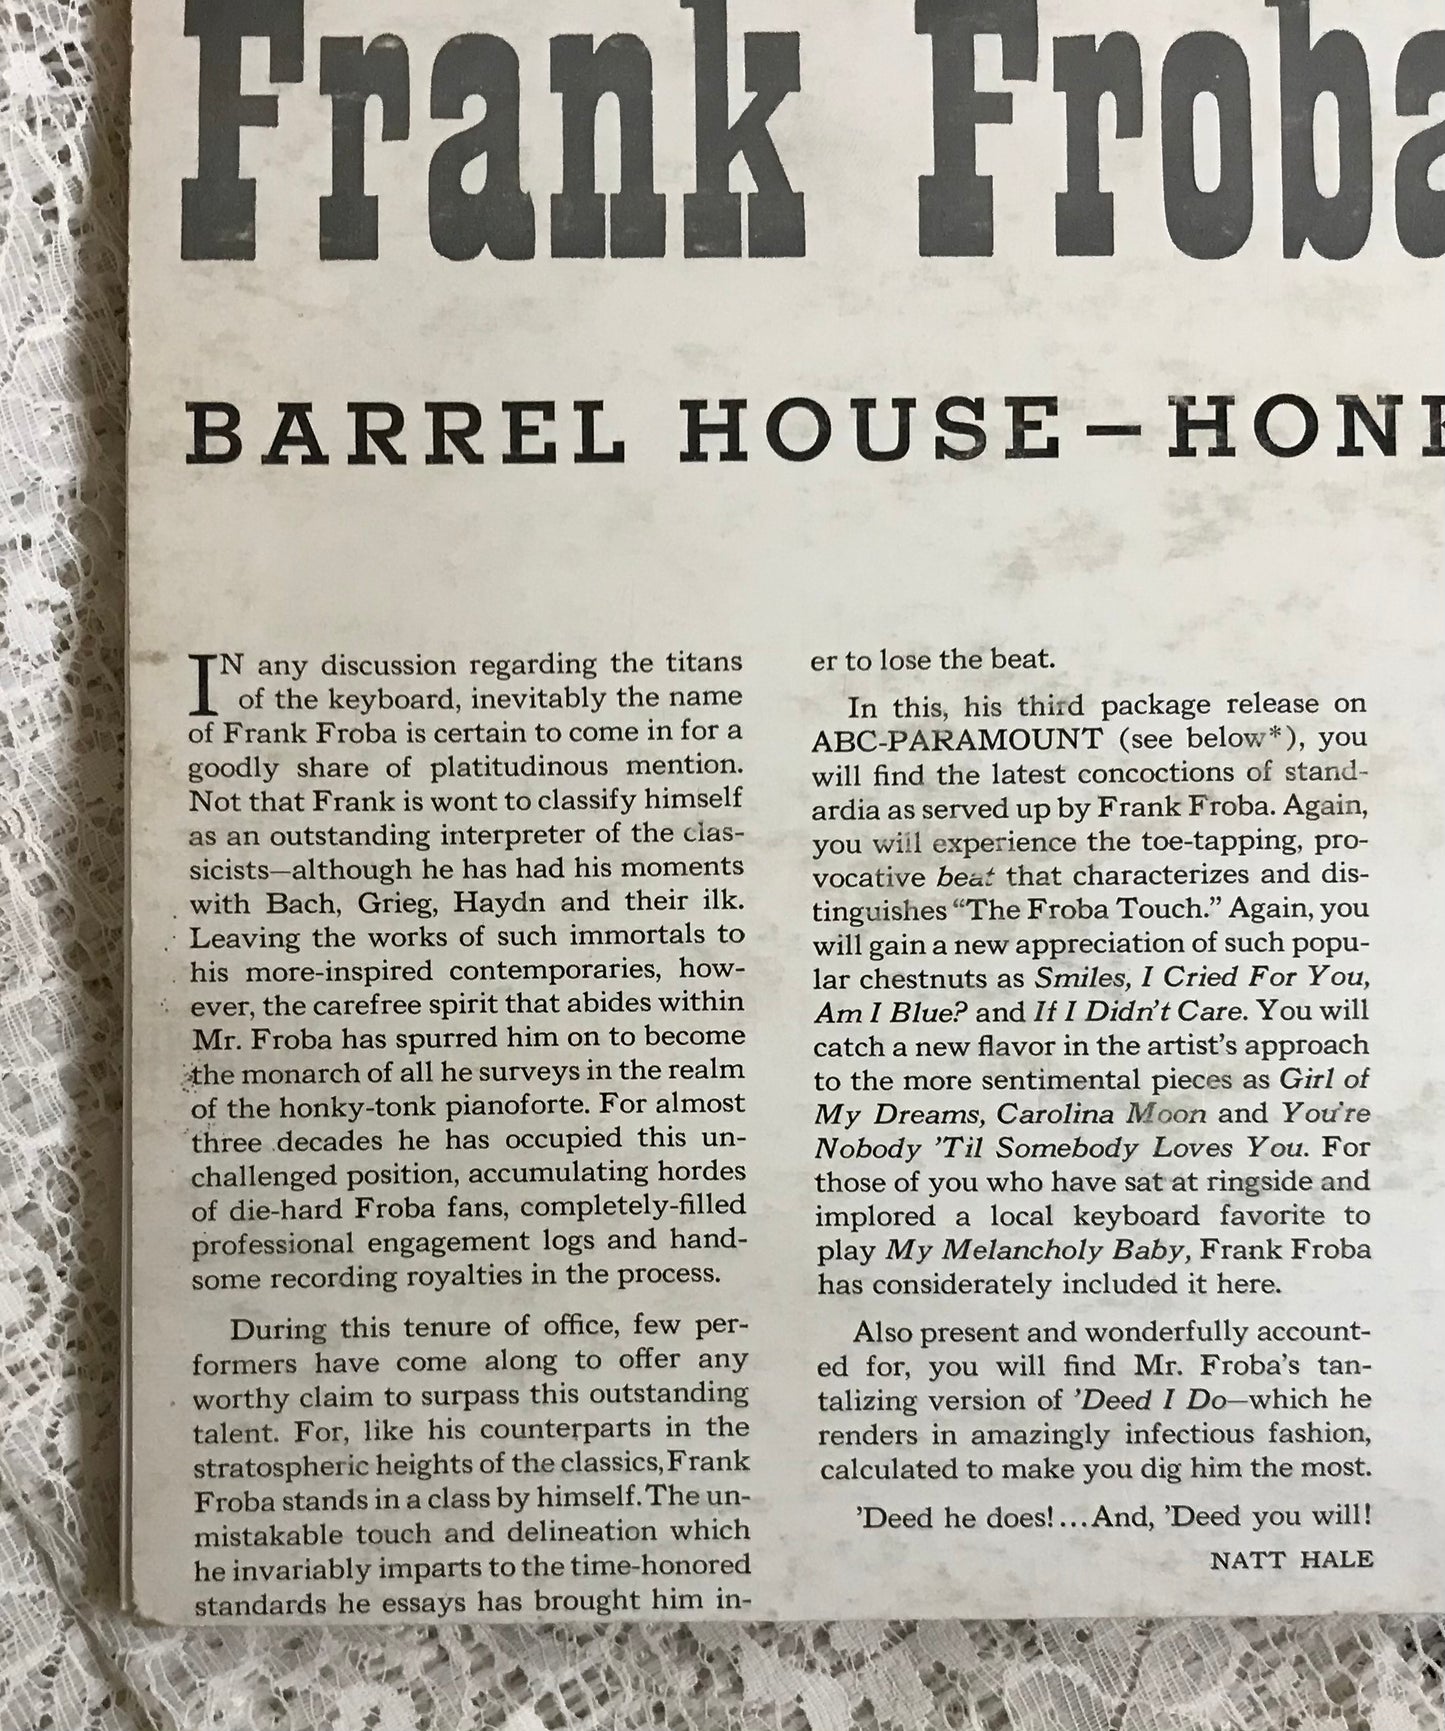 Frank Froba
BARREL HOUSE—HONK
IN any discussion regarding the titans
of the keyboard, inevitably the name
of Frank Froba is certain to come in for a
goodly share of platitudinous mention.
Not that Frank is wont to classify himself
as an outstanding interpreter of the clas-
sicists—although he has had his moments
with Bach, Grieg, Haydn and their ilk.
Leaving the works of such immortals to
his more-inspired contemporaries, how-
ever, the carefree spirit that abides within
Mr. Froba has spurred him on to become
the monarch of all he surveys in the realm
of the honky-tonk pianoforte. For almost
three decades he has occupied this un-
challenged position, accumulating hordes
of die-hard Froba fans, completely-filled
professional engagement logs and hand-
some recording royalties in the process.
During this tenure of office, few per-
formers have come along to offer any
worthy claim to surpass this outstanding
talent. For, like his counterparts in the
stratospheric heights of the classics, Frank
Froba stands in a class by himself. The un-
mistakable touch and delineation which
he invariably imparts to the time-honored
standards he essays has brought him in-
er to lose the beat.
In this, his third package release on
ABC-PARAMOUNT (see below*), you
will find the latest concoctions of stand-
ardia as served up by Frank Froba. Again,
you will experience the toe-tapping, pro-
vocative beat that characterizes and dis-
tinguishes “The Froba Touch.” Again, you
will gain a new appreciation of such popu-
lar chestnuts as Smiles, I Cried For You,
Am I Blue? and If I Didn’t Care. You will
catch a new flavor in the artist’s approach
to the more sentimental pieces as Girl of
My Dreams, Carolina Moon and You’re
Nobody ’Til Somebody Loves You. For
those of you who have sat at ringside and
implored a local keyboard favorite to
play My Melancholy Baby, Frank Froba
has considerately included it here.
Also present and wonderfully account-
ed for, you will find Mr. Froba’s tan-
talizing version of ’Deed I Do—which he
renders in amazingly infectious fashion,
calculated to make you dig him the most.
’Deed he does!...And, ’Deed you will!
NATT HALE